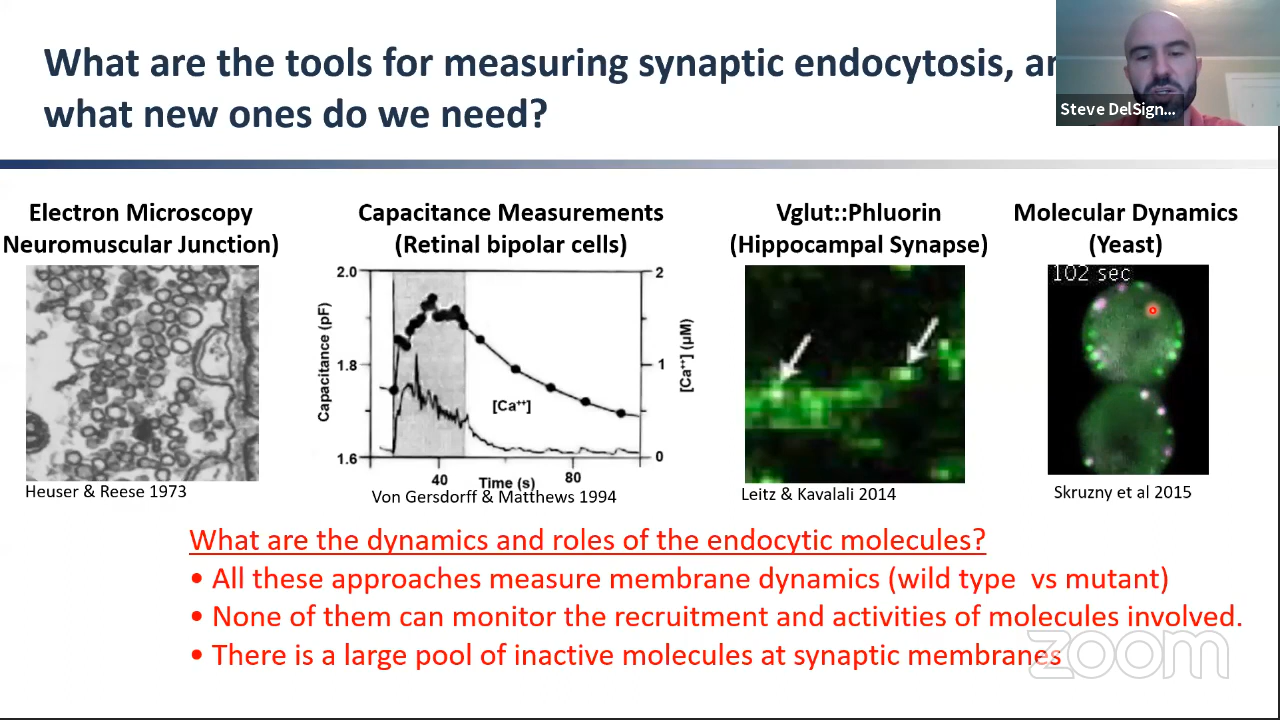 What are the tools for measuring synaptic endocytosis, an
what new ones do we need?
Steve DelSign...
Electron Microscopy
Neuromuscular Junction)
Capacitance Measurements
(Retinal bipolar cells)
Vglut::Phluorin
(Hippocampal Synapse)
Molecular Dynamics
(Yeast)
2.0
1.8
1.6
Capacitance (pF)
[Ca++]
2
1
0
[Ca++] (μM)
40
80
Time (s)
102 sec
Heuser & Reese 1973
Von Gersdorff & Matthews 1994
Leitz & Kavalali 2014
Skruzny et al 2015
What are the dynamics and roles of the endocytic molecules?
• All these approaches measure membrane dynamics (wild type vs mutant)
• None of them can monitor the recruitment and activities of molecules involved.
• There is a large pool of inactive molecules at synaptic membranes
zoom